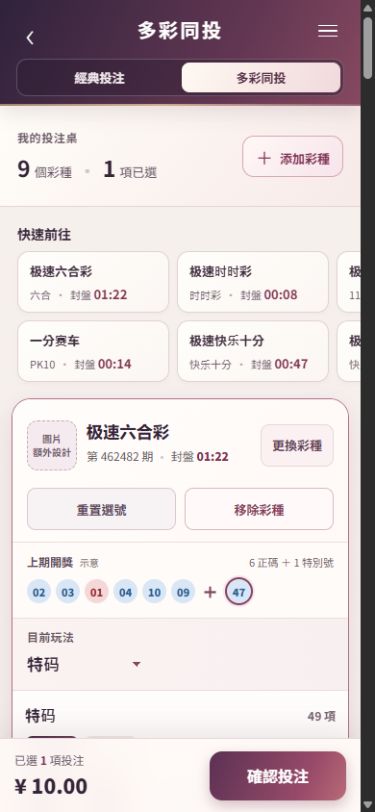 多彩同投
經典投注 多彩同投
我的投注桌
9 個彩種 • 1 項已選
＋ 添加彩種
快速前往
极速六合彩 极速时时彩 极
六合 • 封盤 01:22 时时彩 • 封盤 00:08 11
一分赛车 极速快乐十分 极
PK10 • 封盤 00:14 快乐十分 • 封盤 00:47 快
图片
額外設計
极速六合彩
第 462482 期 • 封盤 01:22
更換彩種
重置選號 移除彩種
上期開獎 示意 6 正碼 ＋ 1 特別號
02 03 01 04 10 09 + 47
目前玩法
特码
特码 49 項
已選 1 項投注
¥ 10.00
確認投注